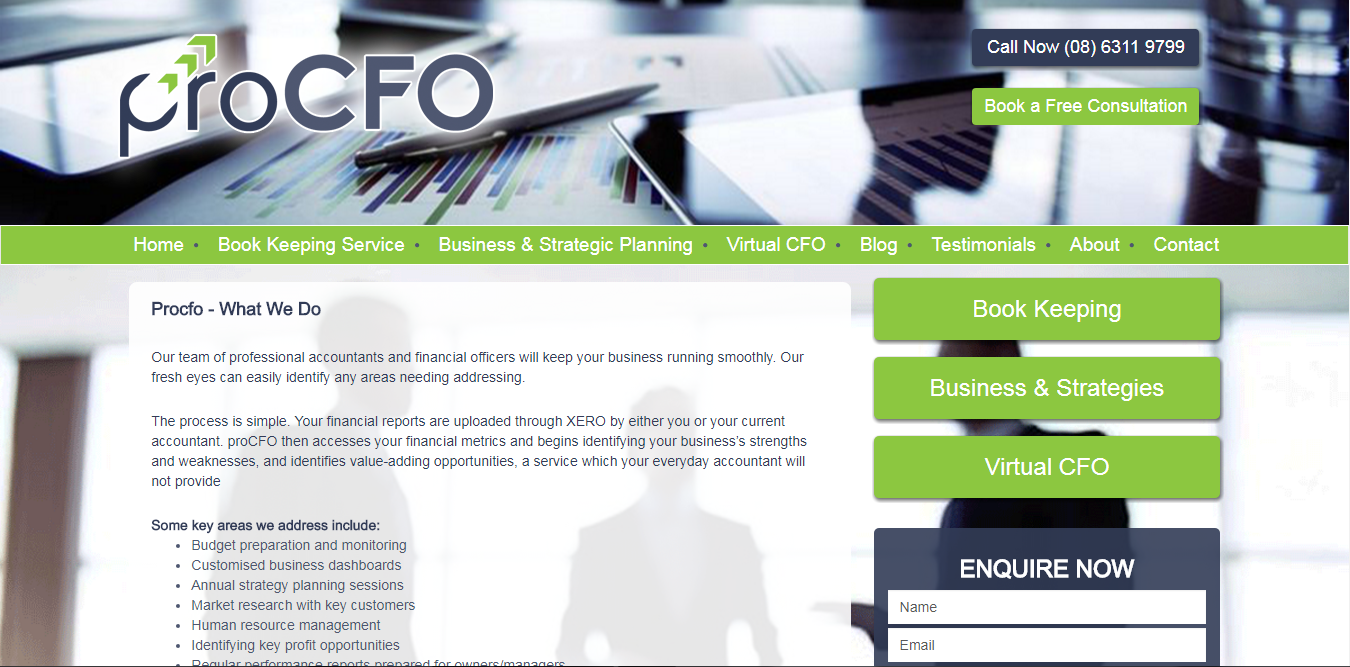 proCFO
Call Now (08) 6311 9799
Book a Free Consultation
Home • Book Keeping Service • Business & Strategic Planning • Virtual CFO • Blog • Testimonials • About • Contact
Procfo - What We Do
Our team of professional accountants and financial officers will keep your business running smoothly. Our
fresh eyes can easily identify any areas needing addressing.
The process is simple. Your financial reports are uploaded through XERO by either you or your current
accountant. proCFO then accesses your financial metrics and begins identifying your business’s strengths
and weaknesses, and identifies value-adding opportunities, a service which your everyday accountant will
not provide
Some key areas we address include:
• Budget preparation and monitoring
• Customised business dashboards
• Annual strategy planning sessions
• Market research with key customers
• Human resource management
• Identifying key profit opportunities
• Regular performance reports prepared for owners/managers
Book Keeping
Business & Strategies
Virtual CFO
ENQUIRE NOW
Name
Email